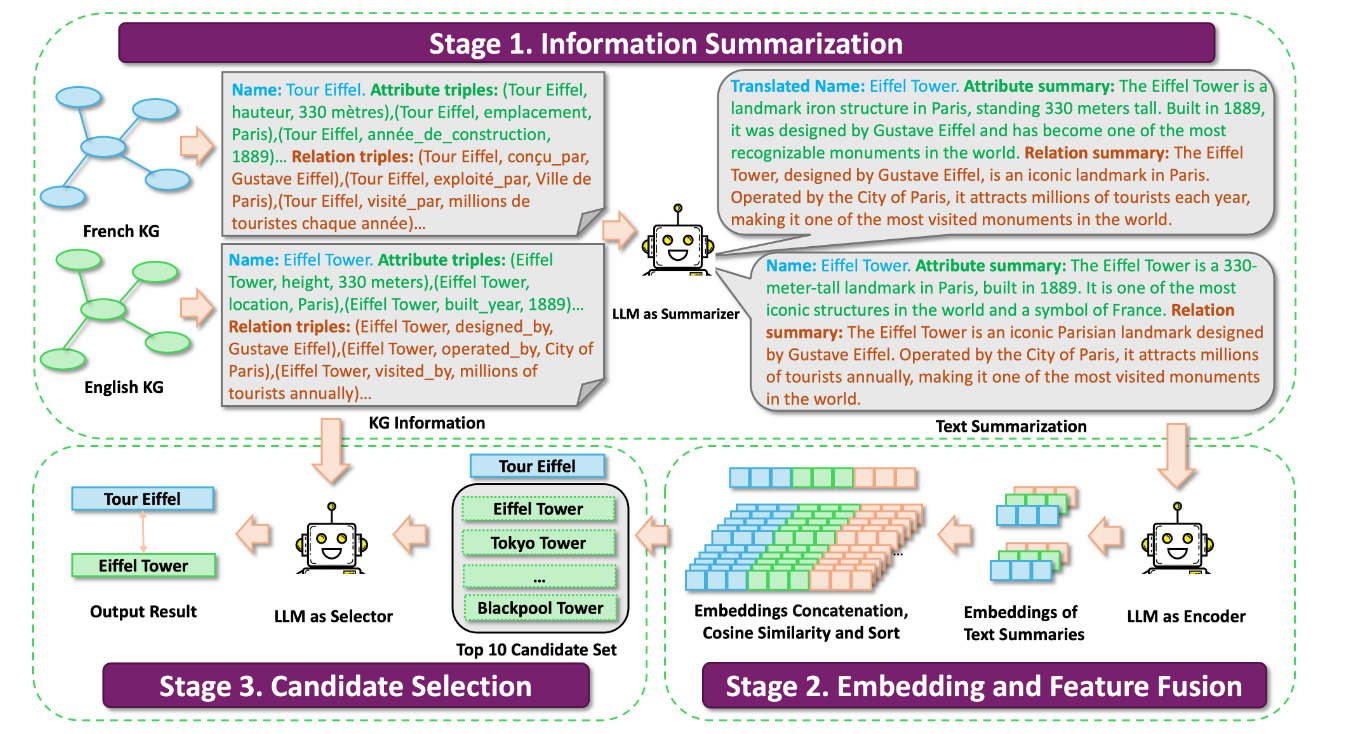 Stage 1. Information Summarization
Name: Tour Eiffel. Attribute triples: (Tour Eiffel,
hauteur, 330 mètres),(Tour Eiffel, emplacement,
Paris),(Tour Eiffel, année_de_construction,
1889)... Relation triples: (Tour Eiffel, conçu_par,
Gustave Eiffel),(Tour Eiffel, exploité_par, Ville de
Paris),(Tour Eiffel, visité_par, millions de
touristes chaque année)...
French KG
Name: Eiffel Tower. Attribute triples: (Eiffel
Tower, height, 330 meters),(Eiffel Tower,
location, Paris),(Eiffel Tower, built_year, 1889)...
Relation triples: (Eiffel Tower, designed_by,
Gustave Eiffel),(Eiffel Tower, operated_by, City of
Paris),(Eiffel Tower, visited_by, millions of
tourists annually)...
English KG
KG Information
LLM as Summarizer
Translated Name: Eiffel Tower. Attribute summary: The Eiffel Tower is a
landmark iron structure in Paris, standing 330 meters tall. Built in 1889,
it was designed by Gustave Eiffel and has become one of the most
recognizable monuments in the world. Relation summary: The Eiffel
Tower, designed by Gustave Eiffel, is an iconic landmark in Paris.
Operated by the City of Paris, it attracts millions of tourists each year,
making it one of the most visited monuments in the world.
Name: Eiffel Tower. Attribute summary: The Eiffel Tower is a 330-
meter-tall landmark in Paris, built in 1889. It is one of the most
iconic structures in the world and a symbol of France. Relation
summary: The Eiffel Tower is an iconic Parisian landmark designed
by Gustave Eiffel. Operated by the City of Paris, it attracts millions
of tourists annually, making it one of the most visited monuments
in the world.
Text Summarization
LLM as Encoder
Embeddings of
Text Summaries
...
Embeddings Concatenation,
Cosine Similarity and Sort
Stage 2. Embedding and Feature Fusion
Tour Eiffel
Eiffel Tower
Tokyo Tower
...
Blackpool Tower
Top 10 Candidate Set
LLM as Selector
Tour Eiffel
Eiffel Tower
Output Result
Stage 3. Candidate Selection